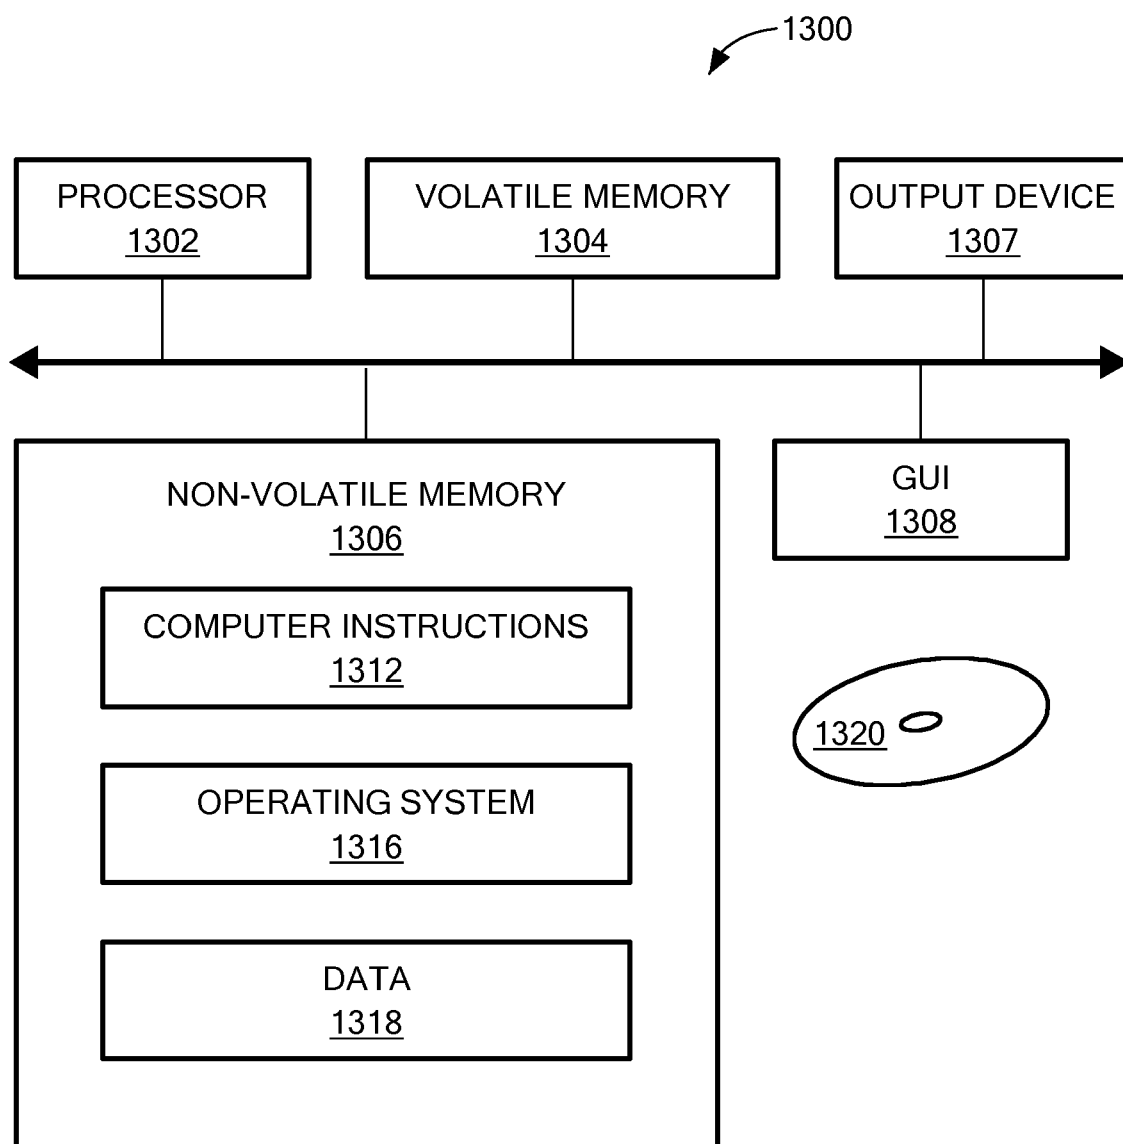 1300
PROCESSOR
1302
VOLATILE MEMORY
1304
OUTPUT DEVICE
1307
NON-VOLATILE MEMORY
1306
COMPUTER INSTRUCTIONS
1312
OPERATING SYSTEM
1316
DATA
1318
GUI
1308
1320